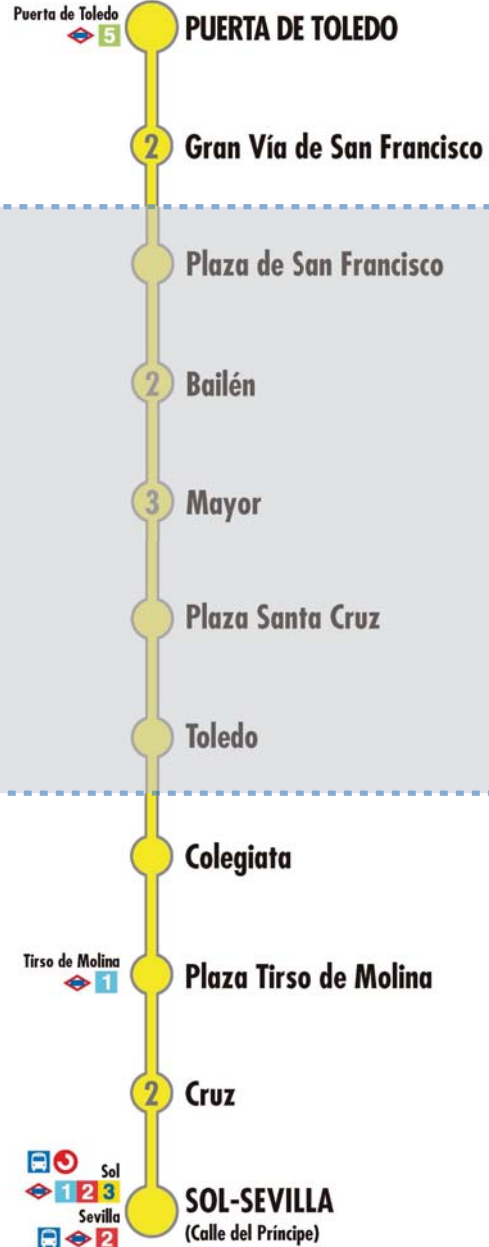 Puerta de Toledo
5
PUERTA DE TOLEDO
2
Gran Vía de San Francisco
Plaza de San Francisco
2
Bailén
3
Mayor
Plaza Santa Cruz
Toledo
Colegiata
Tirso de Molina
1
Plaza Tirso de Molina
2
Cruz
Sol
1 2 3
Sevilla
2
SOL-SEVILLA
(Calle del Príncipe)